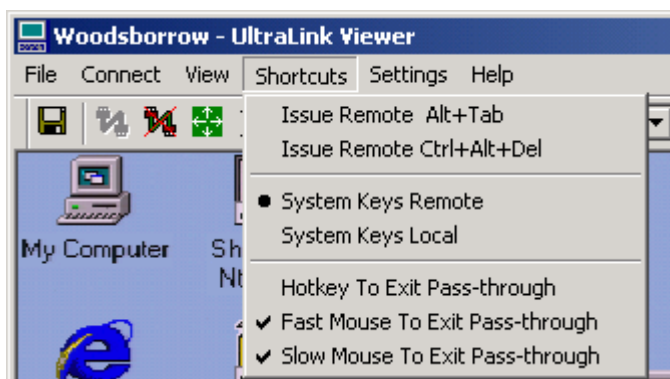 Woodsborrow - UltraLink Viewer
File Connect View Shortcuts Settings Help
Issue Remote Alt+Tab
Issue Remote Ctrl+Alt+Del
System Keys Remote
System Keys Local
Hotkey To Exit Pass-through
Fast Mouse To Exit Pass-through
Slow Mouse To Exit Pass-through
My Computer